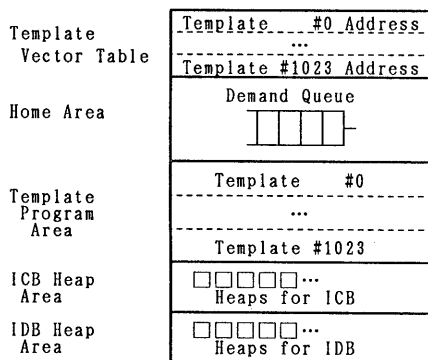 Template
Vector Table
Template #0 Address
...
Template #1023 Address
Home Area
Demand Queue
Template
Program
Area
Template #0
...
Template #1023
ICB Heap
Area
...
Heaps for ICB
IDB Heap
Area
...
Heaps for IDB